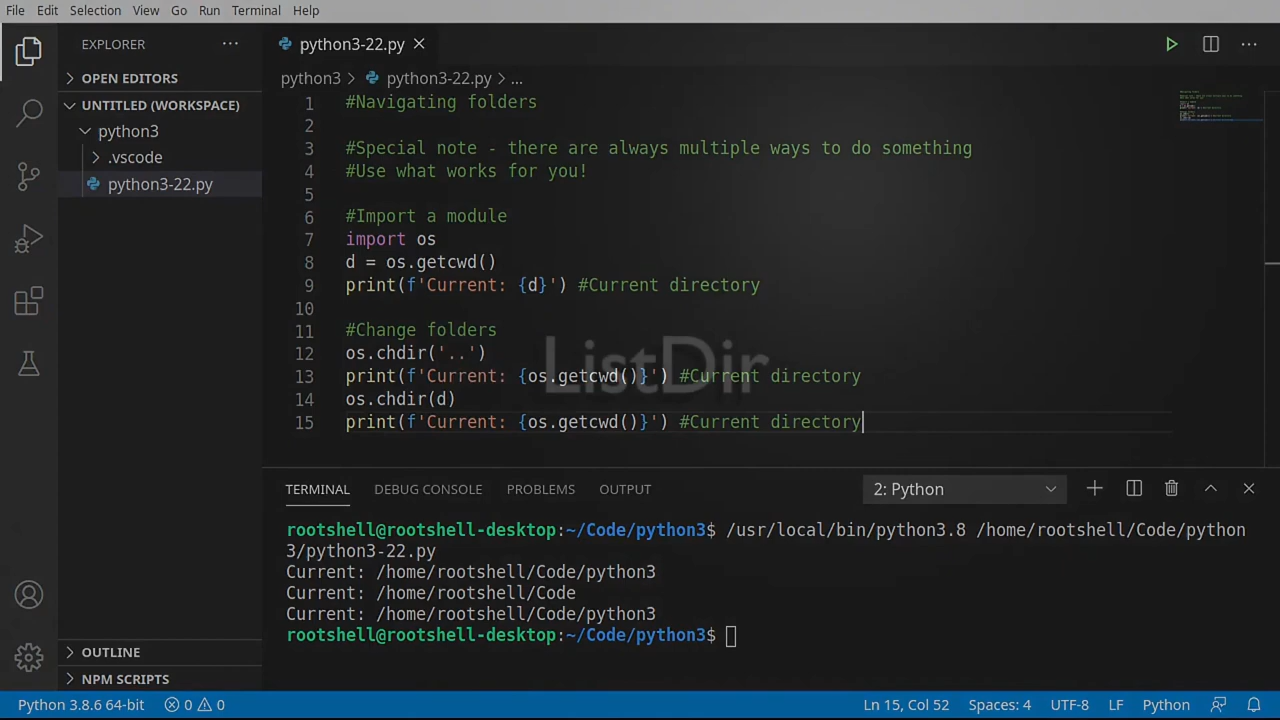 File Edit Selection View Go Run Terminal Help
EXPLORER
OPEN EDITORS
UNTITLED (WORKSPACE)
python3
.vscode
python3-22.py
OUTLINE
NPM SCRIPTS
python3-22.py
python3 > python3-22.py > ...
1 #Navigating folders
2
3 #Special note - there are always multiple ways to do something
4 #Use what works for you!
5
6 #Import a module
7 import os
8 d = os.getcwd()
9 print(f'Current: {d}') #Current directory
10
11 #Change folders
12 os.chdir('..')
13 print(f'Current: {os.getcwd()}') #Current directory
14 os.chdir(d)
15 print(f'Current: {os.getcwd()}') #Current directory
ListDir
TERMINAL DEBUG CONSOLE PROBLEMS OUTPUT 2: Python
rootshell@rootshell-desktop:~/Code/python3$ /usr/local/bin/python3.8 /home/rootshell/Code/python
3/python3-22.py
Current: /home/rootshell/Code/python3
Current: /home/rootshell/Code
Current: /home/rootshell/Code/python3
rootshell@rootshell-desktop:~/Code/python3$
Python 3.8.6 64-bit 0 0 Ln 15, Col 52 Spaces: 4 UTF-8 LF Python